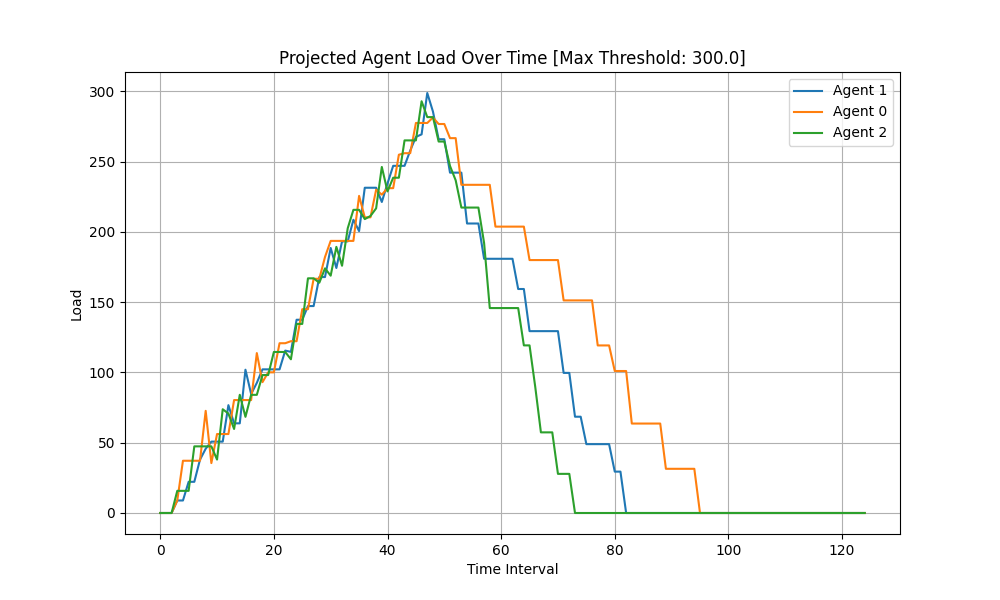 Projected Agent Load Over Time [Max Threshold: 300.0]
Agent 1
Agent 0
Agent 2
Load
300
250
200
150
100
50
0
0 20 40 60 80 100 120
Time Interval